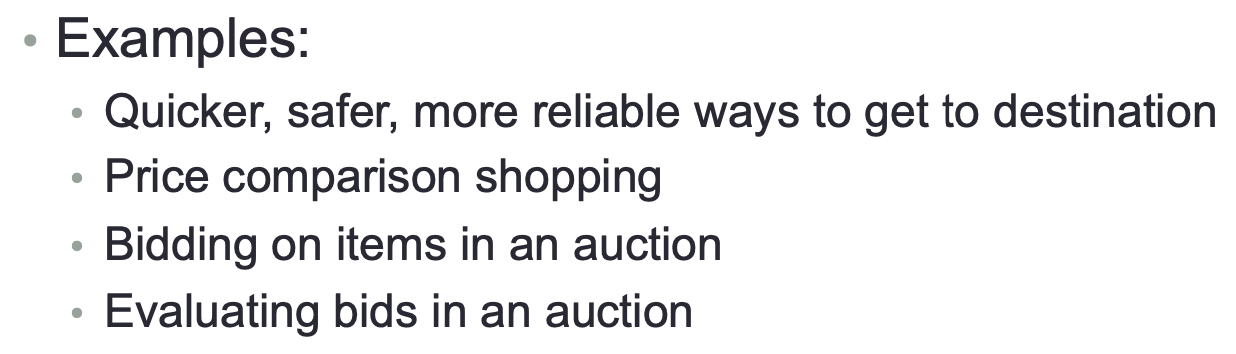 • Examples:
• Quicker, safer, more reliable ways to get to destination
• Price comparison shopping
• Bidding on items in an auction
• Evaluating bids in an auction